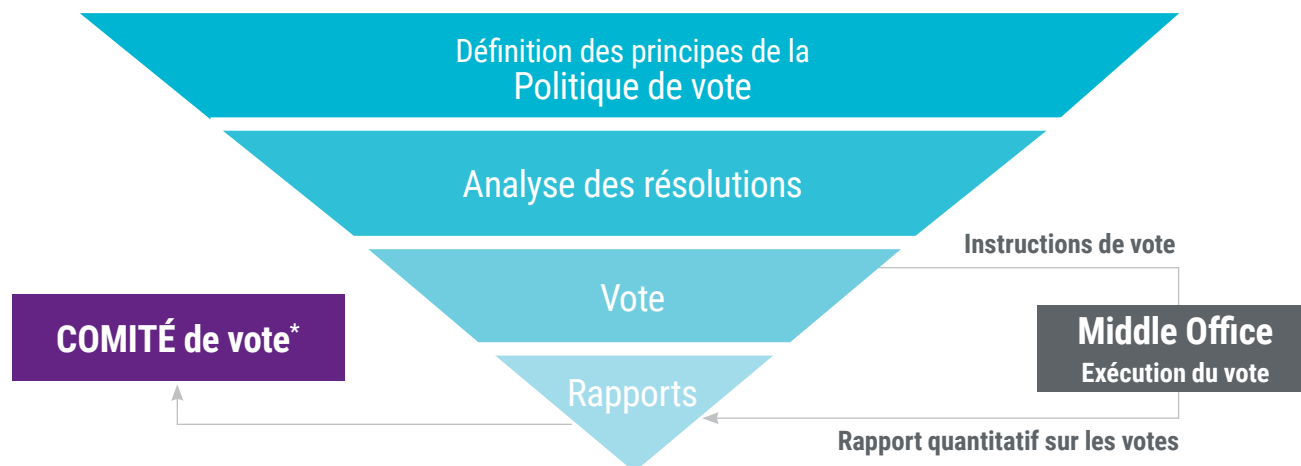 Définition des principes de la
Politique de vote
Analyse des résolutions
Instructions de vote
Vote
COMITÉ de vote*
Middle Office
Exécution du vote
Rapports
Rapport quantitatif sur les votes